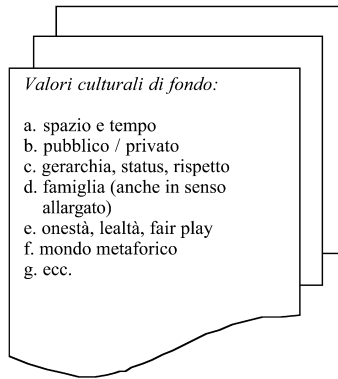 Valori culturali di fondo:
a. spazio e tempo
b. pubblico / privato
c. gerarchia, status, rispetto
d. famiglia (anche in senso
allargato)
e. onestà, lealtà, fair play
f. mondo metaforico
g. ecc.